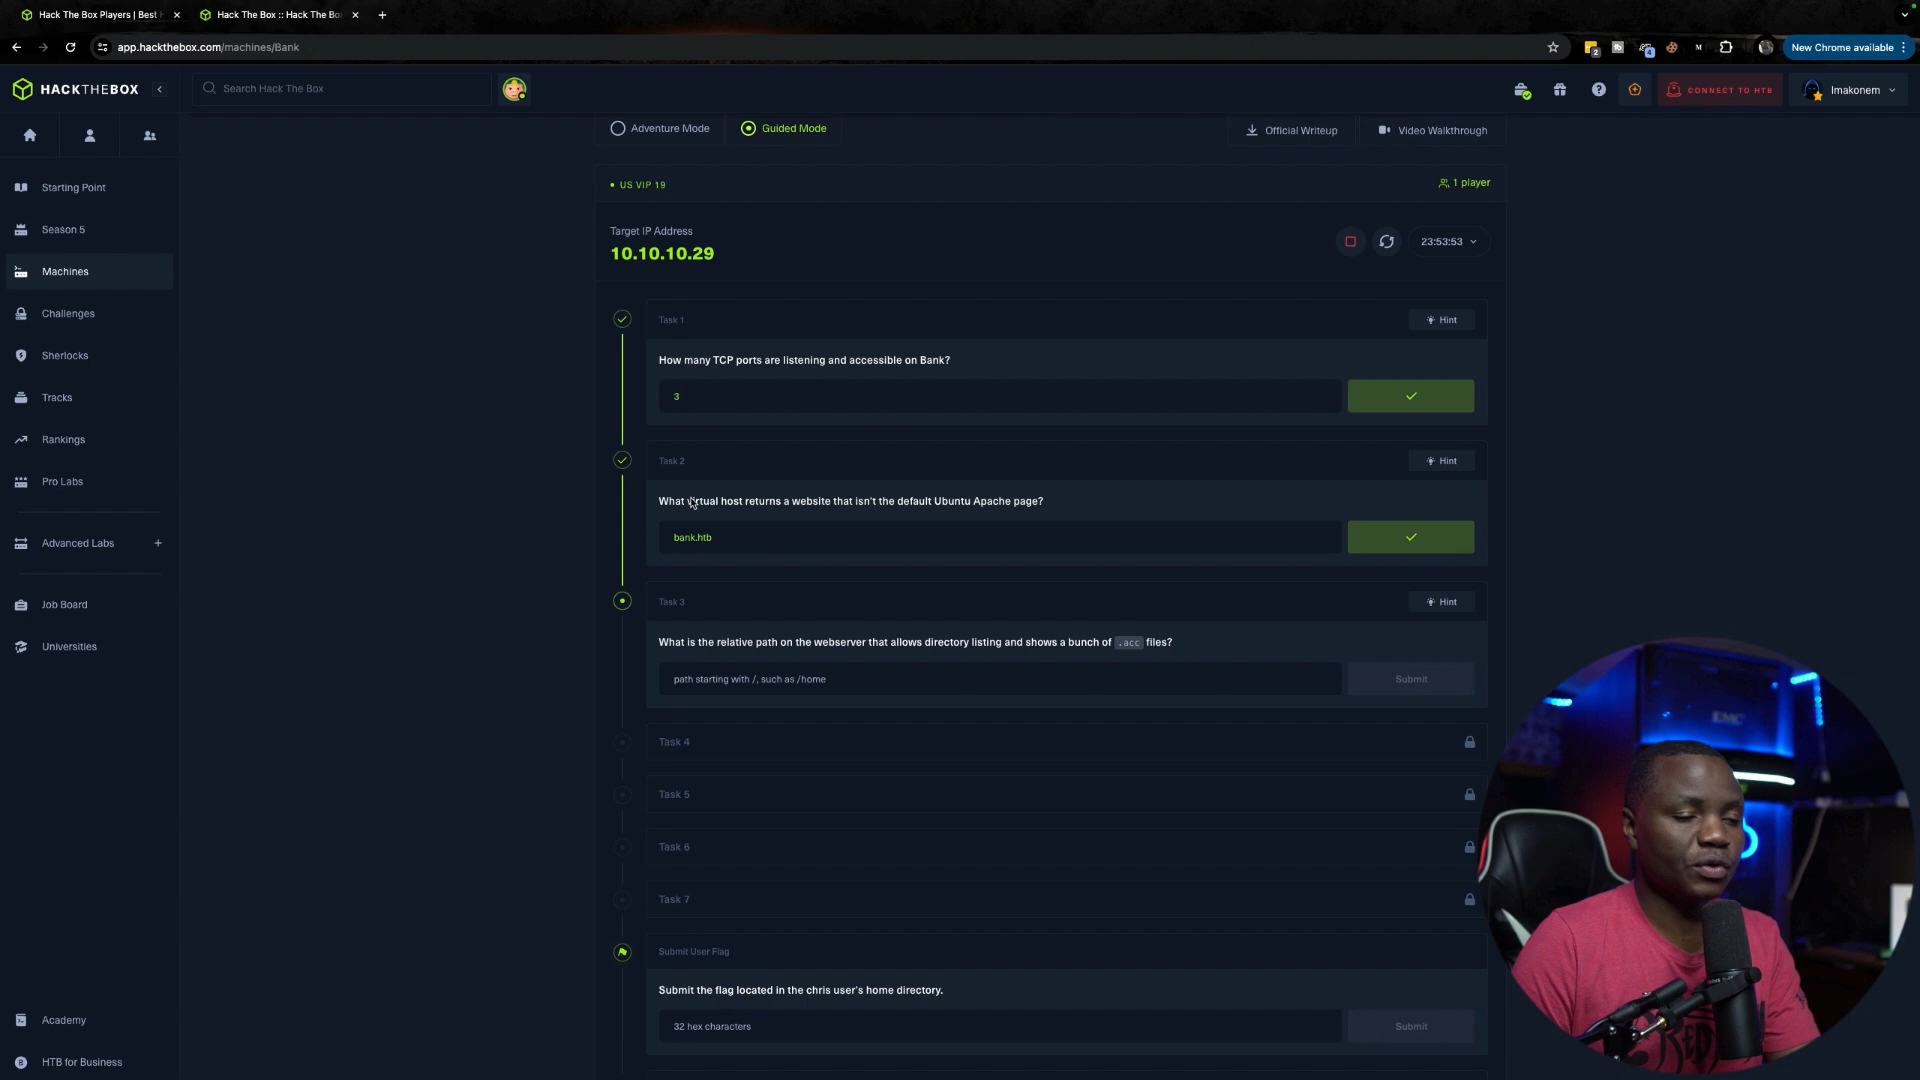 Hack The Box Players | Best
Hack The Box :: Hack The Bo
app.hackthebox.com/machines/Bank
New Chrome available
HACKTHEBOX
Search Hack The Box
CONNECT TO HTB
lmakonem
Adventure Mode
Guided Mode
Official Writeup
Video Walkthrough
US VIP 19
1 player
Target IP Address
10.10.10.29
23:53:53
Starting Point
Season 5
Machines
Challenges
Sherlocks
Tracks
Rankings
Pro Labs
Advanced Labs +
Job Board
Universities
Academy
HTB for Business
Task 1
Hint
How many TCP ports are listening and accessible on Bank?
3
Task 2
Hint
What virtual host returns a website that isn't the default Ubuntu Apache page?
bank.htb
Task 3
Hint
What is the relative path on the webserver that allows directory listing and shows a bunch of .acc files?
path starting with /, such as /home
Submit
Task 4
Task 5
Task 6
Task 7
Submit User Flag
Submit the flag located in the chris user's home directory.
32 hex characters
Submit
EMC